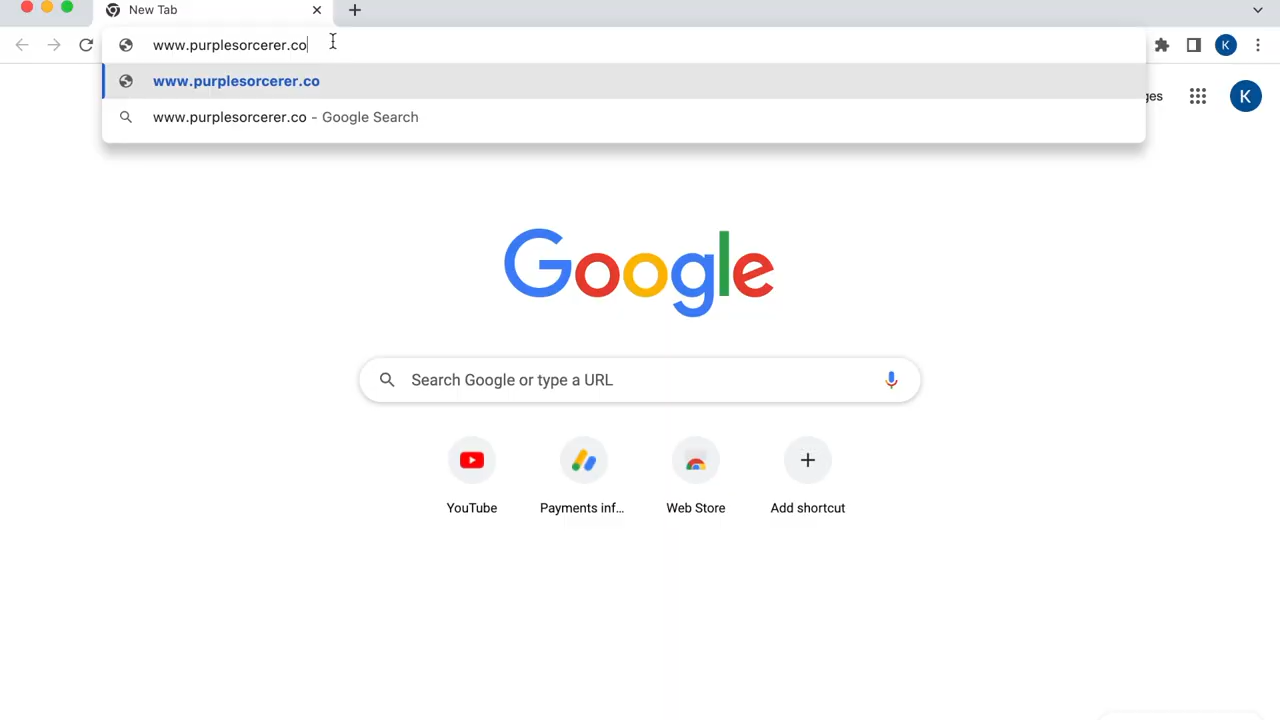 New Tab
www.purplesorcerer.co
www.purplesorcerer.co
www.purplesorcerer.co - Google Search
K
ges
K
Google
Search Google or type a URL
YouTube
Payments inf...
Web Store
Add shortcut